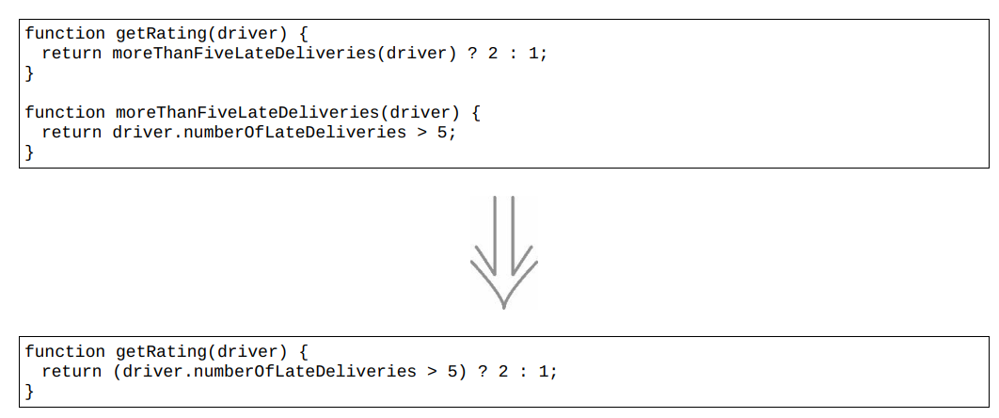 function getRating(driver) {
  return moreThanFiveLateDeliveries(driver) ? 2 : 1;
}
function moreThanFiveLateDeliveries(driver) {
  return driver.numberOfLateDeliveries > 5;
}
function getRating(driver) {
  return (driver.numberOfLateDeliveries > 5) ? 2 : 1;
}